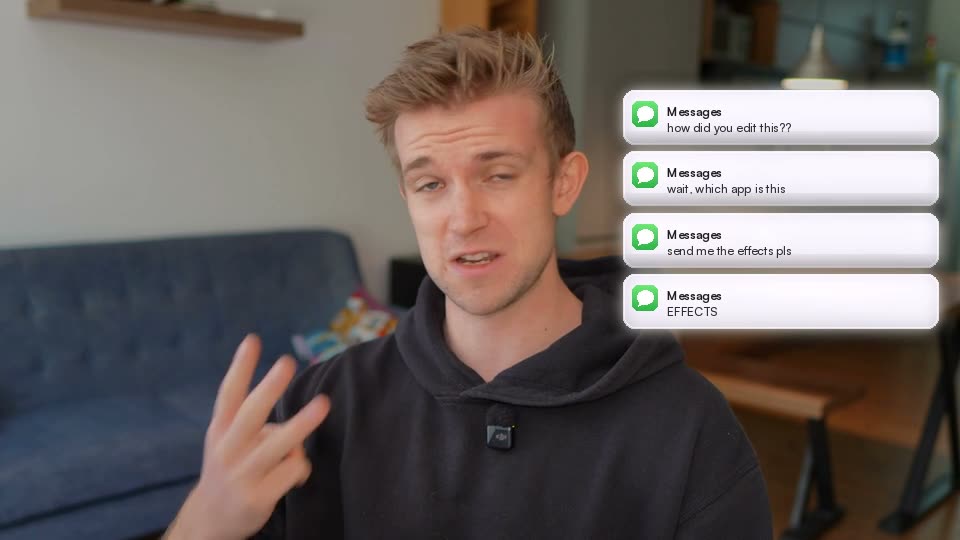 Messages
how did you edit this??
Messages
wait, which app is this
Messages
send me the effects pls
Messages
EFFECTS